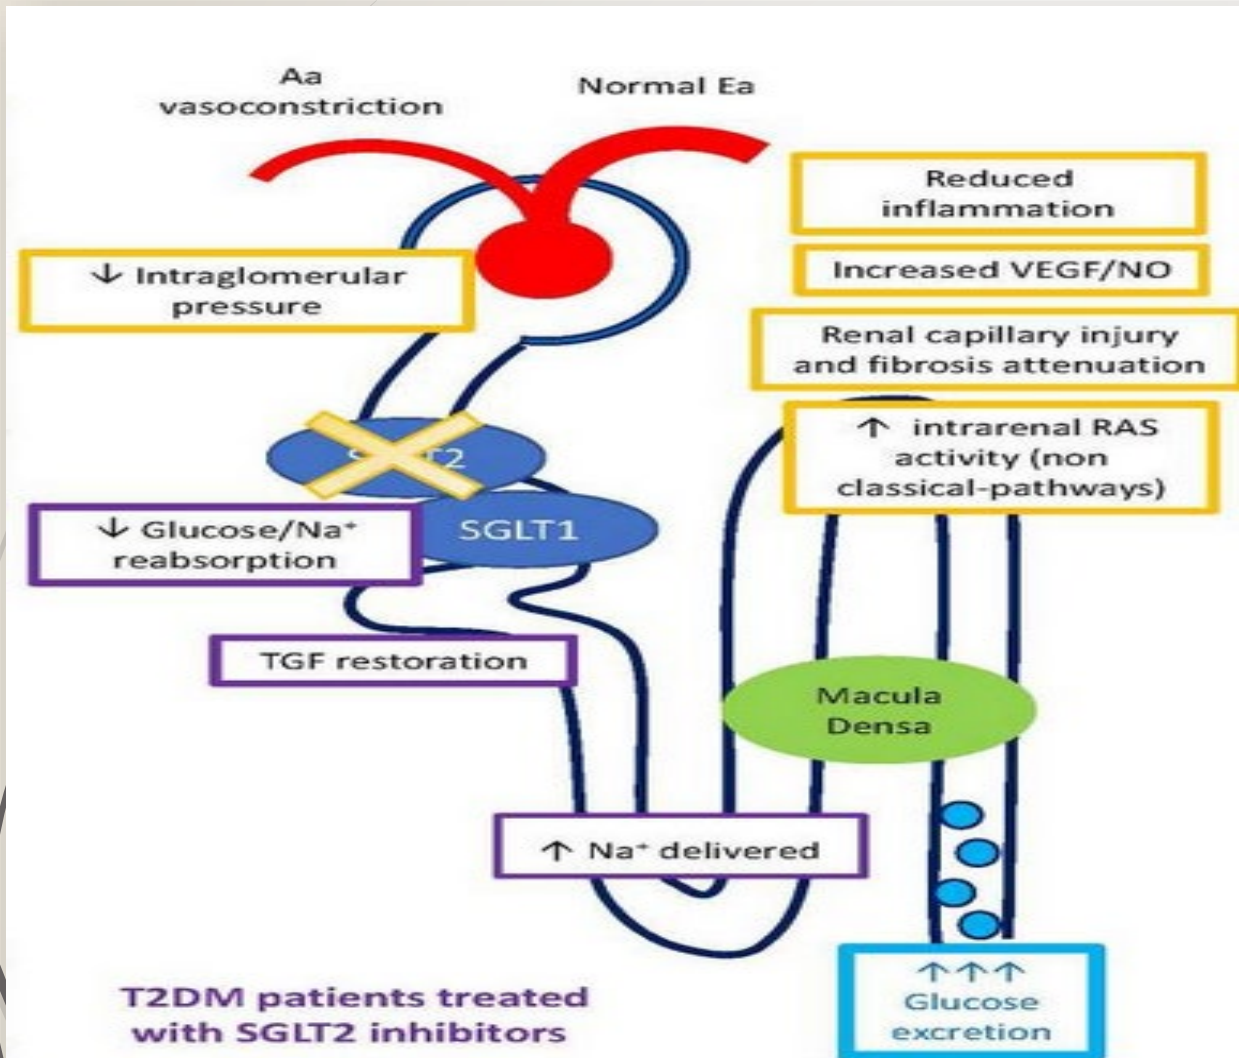 Aa
vasoconstriction
Normal Ea
Reduced
inflammation
Increased VEGF/NO
↓ Intraglomerular
pressure
Renal capillary injury
and fibrosis attenuation
↑ intrarenal RAS
activity (non
classical-pathways)
SGLT1
↓ Glucose/Na⁺
reabsorption
TGF restoration
Macula
Densa
↑ Na⁺ delivered
↑↑↑
Glucose
excretion
T2DM patients treated
with SGLT2 inhibitors